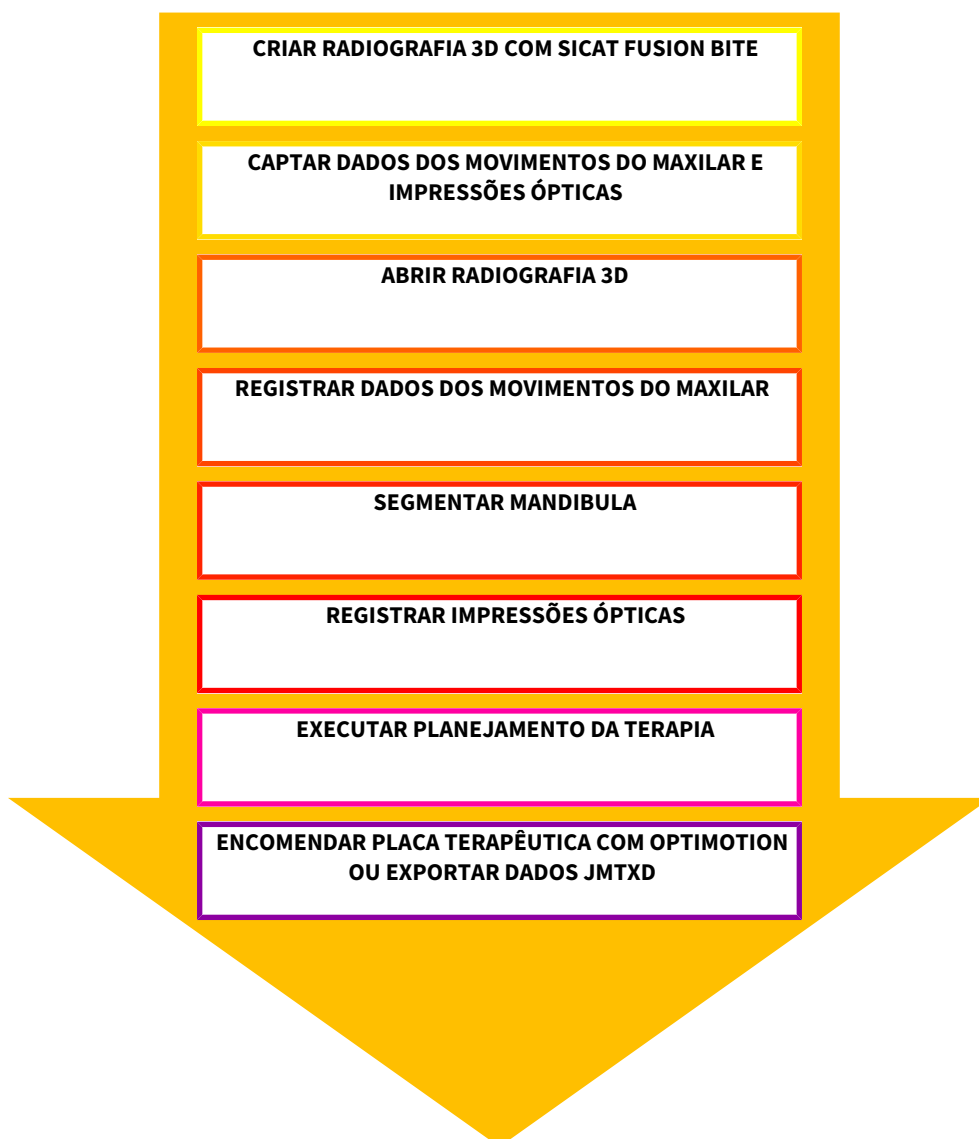 CRIAR RADIOGRAFIA 3D COM SICAT FUSION BITE
CAPTAR DADOS DOS MOVIMENTOS DO MAXILAR E
IMPRESSÕES ÓPTICAS
ABRIR RADIOGRAFIA 3D
REGISTRAR DADOS DOS MOVIMENTOS DO MAXILAR
SEGMENTAR MANDIBULA
REGISTRAR IMPRESSÕES ÓPTICAS
EXECUTAR PLANEJAMENTO DA TERAPIA
ENCOMENDAR PLACA TERAPÊUTICA COM OPTIMOTION
OU EXPORTAR DADOS JMTXD